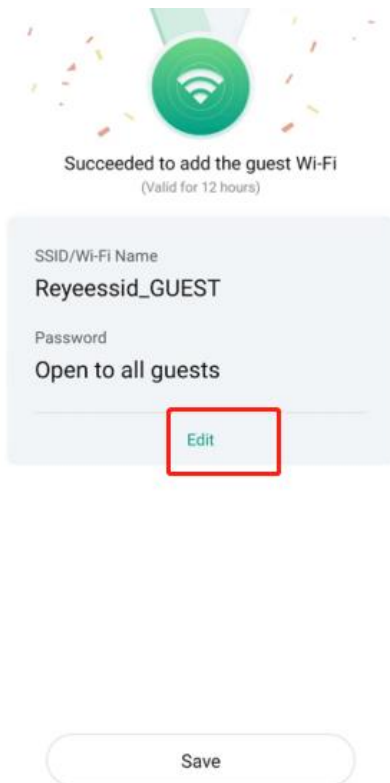 Succeeded to add the guest Wi-Fi
(Valid for 12 hours)
SSID/Wi-Fi Name
Reyeessid_GUEST
Password
Open to all guests
Edit
Save